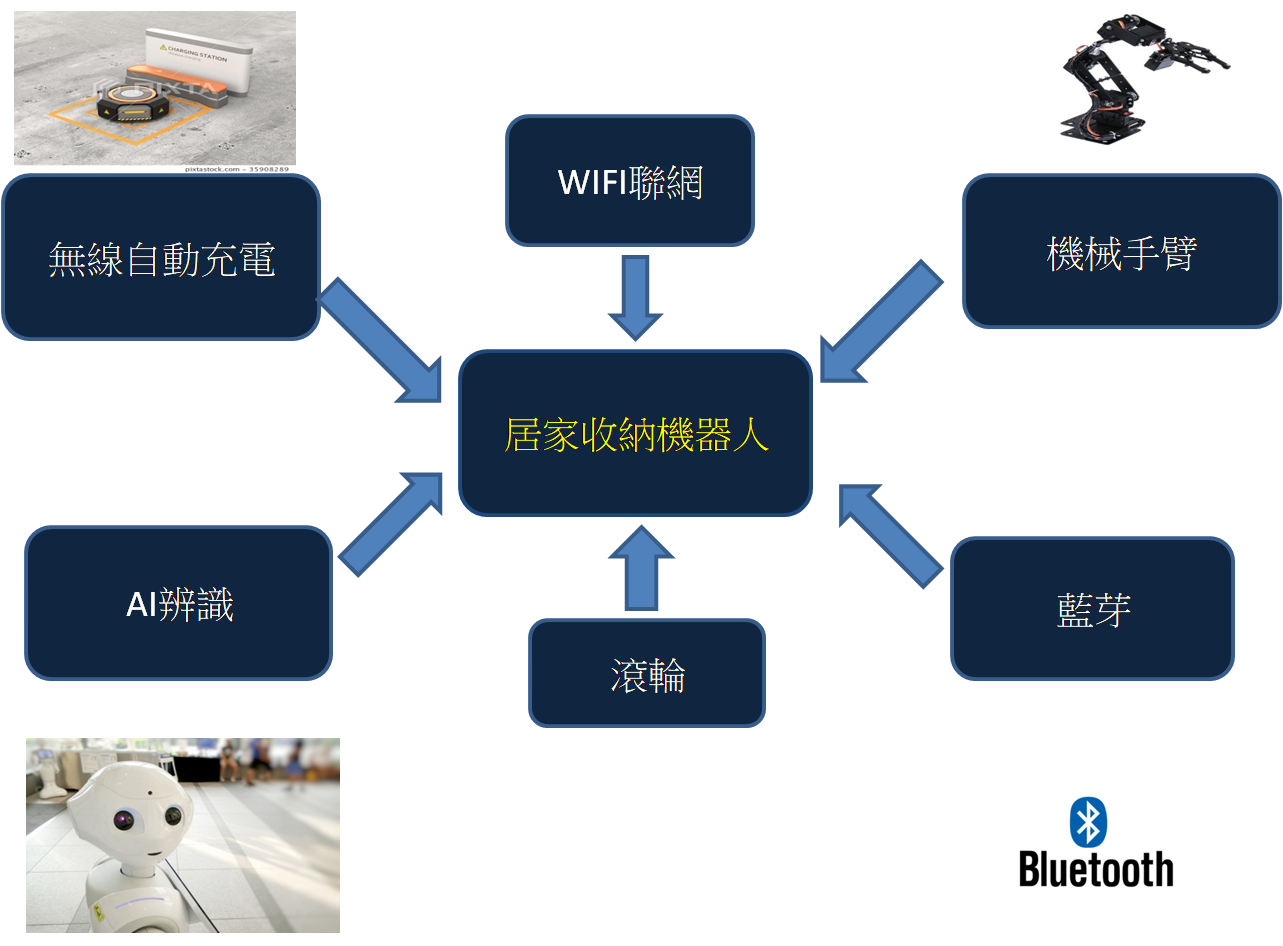 CHARGING STATION
PIXTA
pixtastock.com - 35908289
WIFI聯網
無線自動充電
機械手臂
居家收納機器人
AI辨識
藍芽
滾輪
Bluetooth